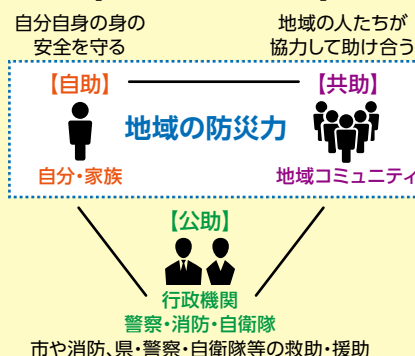 自分自身の身の
安全を守る
地域の人たちが
協力して助け合う
【自助】
【共助】
地域の防災力
自分・家族
地域コミュニティ
【公助】
行政機関
警察・消防・自衛隊
市や消防、県・警察・自衛隊等の救助・援助